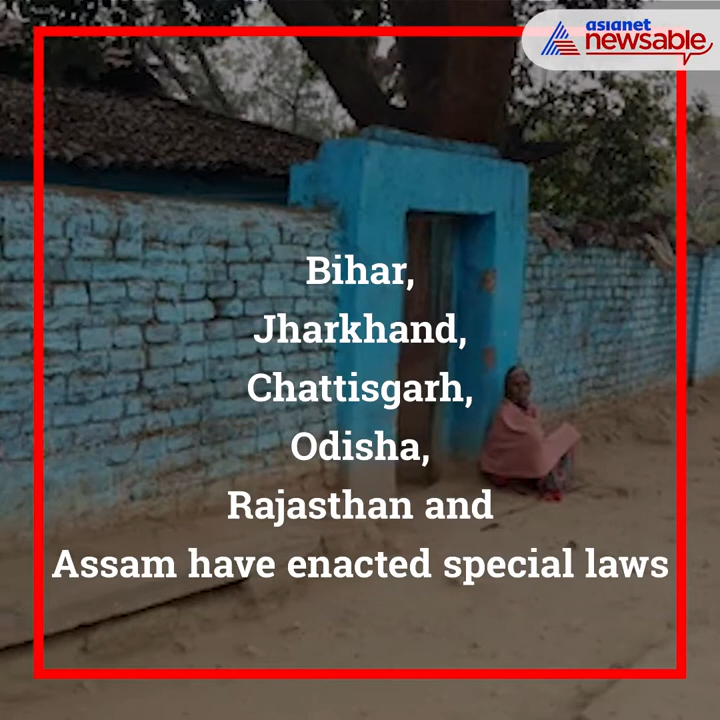 asianet
newsable
Bihar,
Jharkhand,
Chattisgarh,
Odisha,
Rajasthan and
Assam have enacted special laws